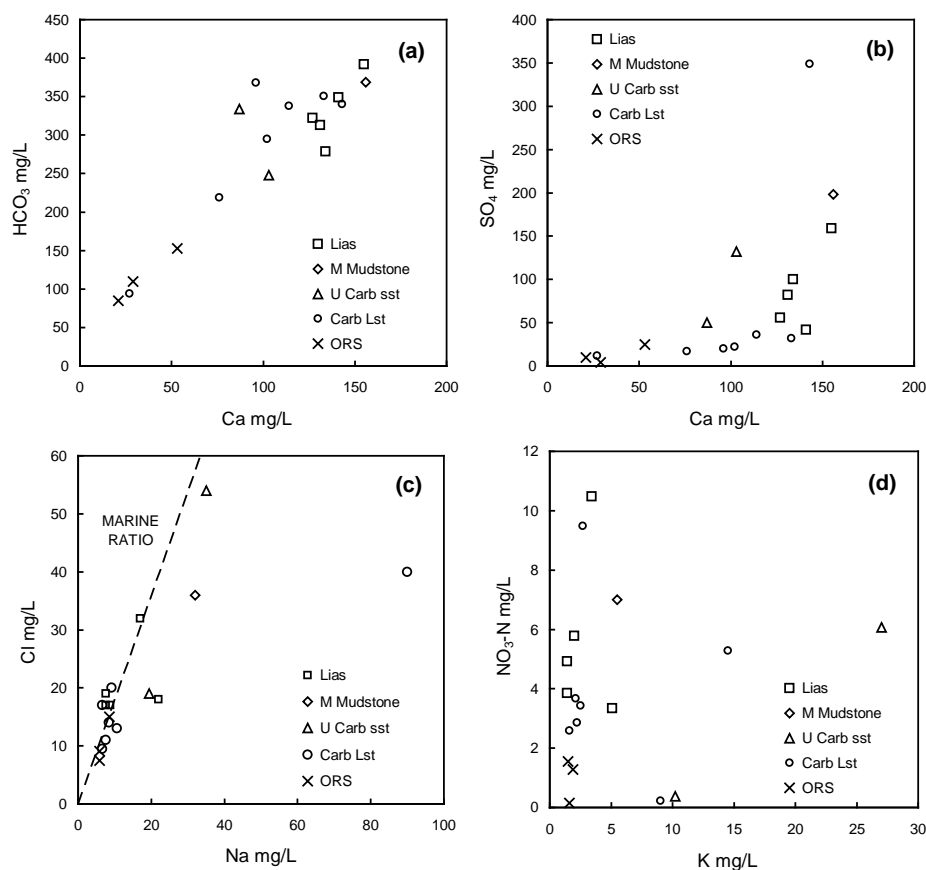 (a)
HCO₃ mg/L
450
400
350
300
250
200
150
100
50
0
0 50 100 150 200
Ca mg/L
Lias
M Mudstone
U Carb sst
Carb Lst
ORS
(b)
SO₄ mg/L
400
350
300
250
200
150
100
50
0
0 50 100 150 200
Ca mg/L
Lias
M Mudstone
U Carb sst
Carb Lst
ORS
(c)
Cl mg/L
60
50
40
30
20
10
0
0 20 40 60 80 100
Na mg/L
MARINE
RATIO
Lias
M Mudstone
U Carb sst
Carb Lst
ORS
(d)
NO₃-N mg/L
12
10
8
6
4
2
0
0 5 10 15 20 25 30
K mg/L
Lias
M Mudstone
U Carb sst
Carb Lst
ORS